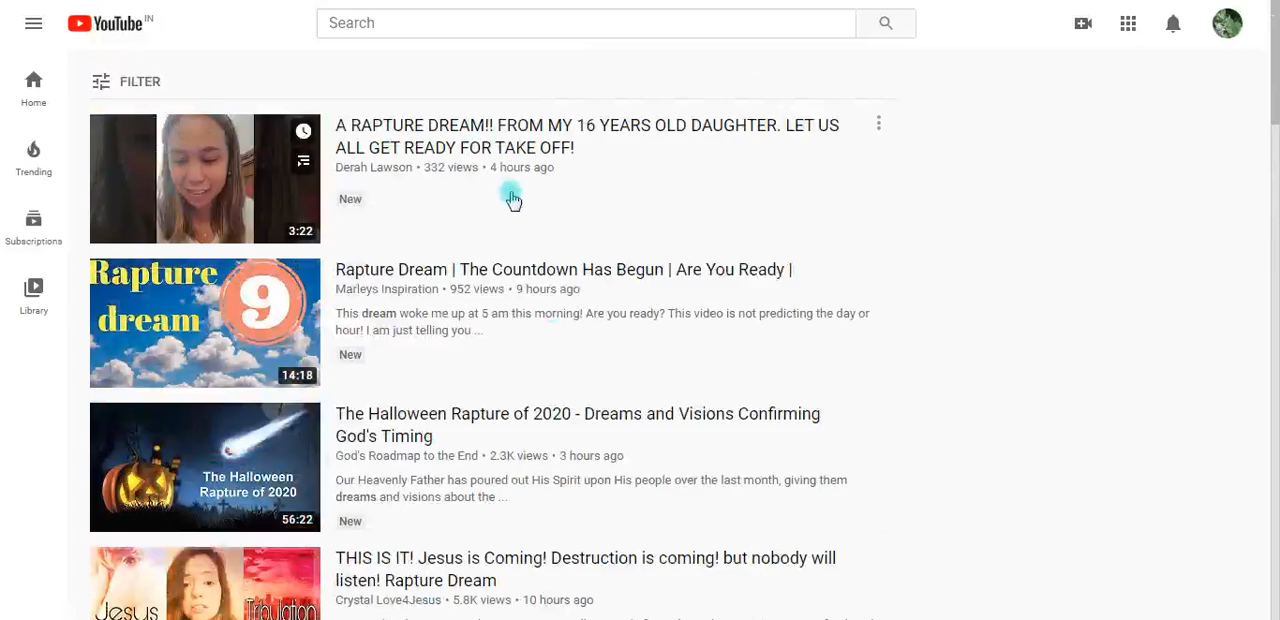 YouTube IN
Search
Home
Trending
Subscriptions
Library
FILTER
3:22
A RAPTURE DREAM!! FROM MY 16 YEARS OLD DAUGHTER. LET US
ALL GET READY FOR TAKE OFF!
Derah Lawson • 332 views • 4 hours ago
New
Rapture
dream
9
14:18
Rapture Dream | The Countdown Has Begun | Are You Ready |
Marleys Inspiration • 952 views • 9 hours ago
This dream woke me up at 5 am this morning! Are you ready? This video is not predicting the day or
hour! I am just telling you ...
New
The Halloween
Rapture of 2020
56:22
The Halloween Rapture of 2020 - Dreams and Visions Confirming
God's Timing
God's Roadmap to the End • 2.3K views • 3 hours ago
Our Heavenly Father has poured out His Spirit upon His people over the last month, giving them
dreams and visions about the ...
New
Jesus
Tribulation
THIS IS IT! Jesus is Coming! Destruction is coming! but nobody will
listen! Rapture Dream
Crystal Love4Jesus • 5.8K views • 10 hours ago